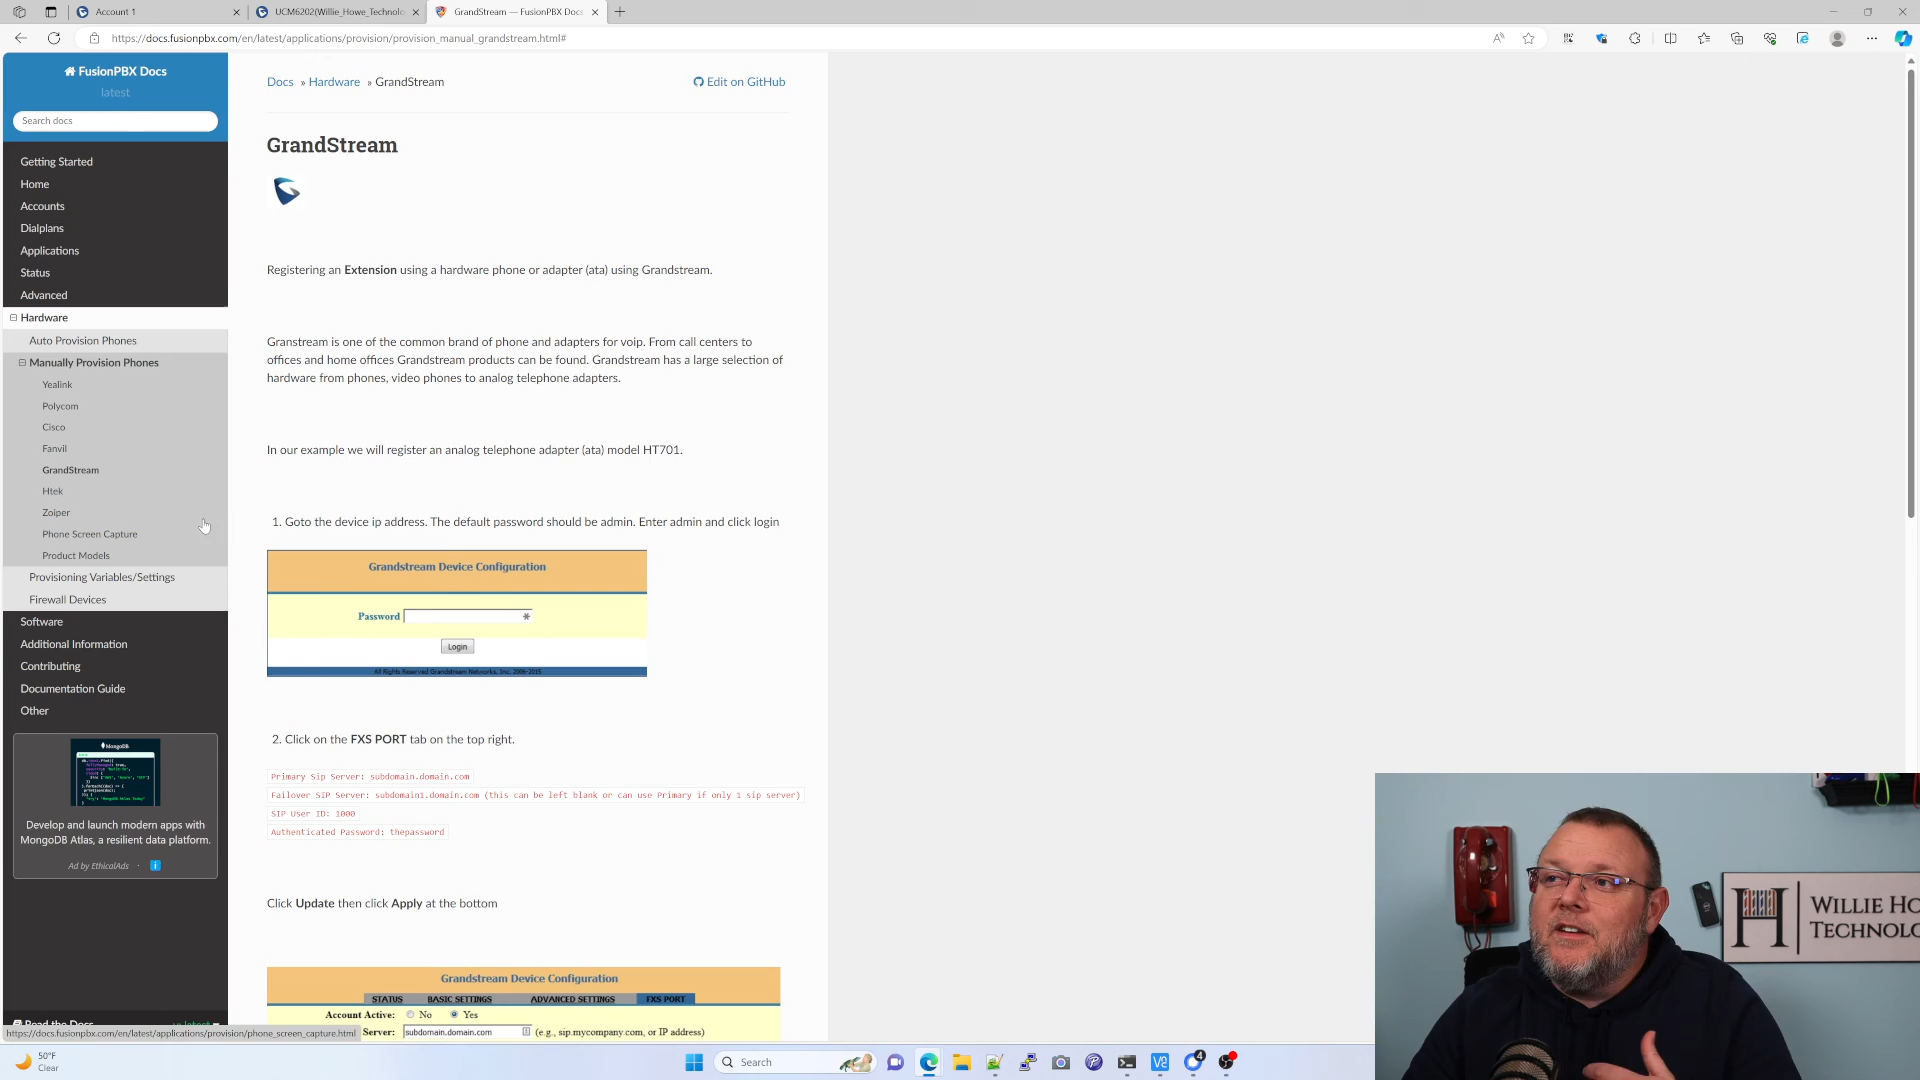 Account 1
UCM6202(Willie_Howe_Technolo
GrandStream — FusionPBX Docs
https://docs.fusionpbx.com/en/latest/applications/provision/provision_manual_grandstream.html#
FusionPBX Docs
latest
Search docs
Getting Started
Home
Accounts
Dialplans
Applications
Status
Advanced
Hardware
Auto Provision Phones
Manually Provision Phones
Yealink
Polycom
Cisco
Fanvil
GrandStream
Htek
Zoiper
Phone Screen Capture
Product Models
Provisioning Variables/Settings
Firewall Devices
Software
Additional Information
Contributing
Documentation Guide
Other
MongoDB
Develop and launch modern apps with
MongoDB Atlas, a resilient data platform.
Ad by EthicalAds
Read the Docs
https://docs.fusionpbx.com/en/latest/applications/provision/phone_screen_capture.html
Docs » Hardware » GrandStream
Edit on GitHub
GrandStream
Registering an Extension using a hardware phone or adapter (ata) using Grandstream.
Granstream is one of the common brand of phone and adapters for voip. From call centers to
offices and home offices Grandstream products can be found. Grandstream has a large selection of
hardware from phones, video phones to analog telephone adapters.
In our example we will register an analog telephone adapter (ata) model HT701.
1. Goto the device ip address. The default password should be admin. Enter admin and click login
Grandstream Device Configuration
Password
Login
All Rights Reserved Grandstream Networks, Inc. 2006-2015
2. Click on the FXS PORT tab on the top right.
Primary Sip Server: subdomain.domain.com
Failover SIP Server: subdomain1.domain.com (this can be left blank or can use Primary if only 1 sip server)
SIP User ID: 1000
Authenticated Password: thepassword
Click Update then click Apply at the bottom
Grandstream Device Configuration
STATUS BASIC SETTINGS ADVANCED SETTINGS FXS PORT
Account Active: No Yes
Server: subdomain.domain.com (e.g., sip.mycompany.com, or IP address)
WILLIE HO
TECHNOLO
50°F
Clear
Search
4